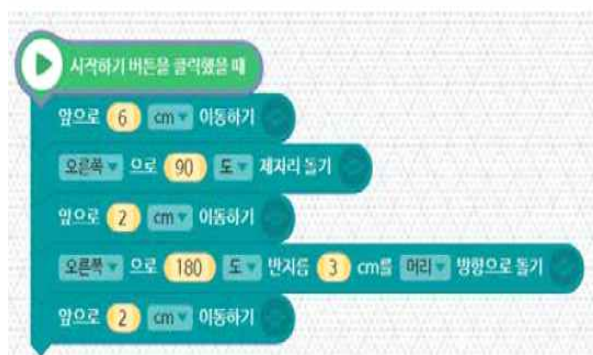 시작하기 버튼을 클릭했을 때
앞으로 6 cm 이동하기
오른쪽 으로 90 도 제자리 돌기
앞으로 2 cm 이동하기
오른쪽 으로 180 도 반지름 3 cm를 머리 방향으로 돌기
앞으로 2 cm 이동하기